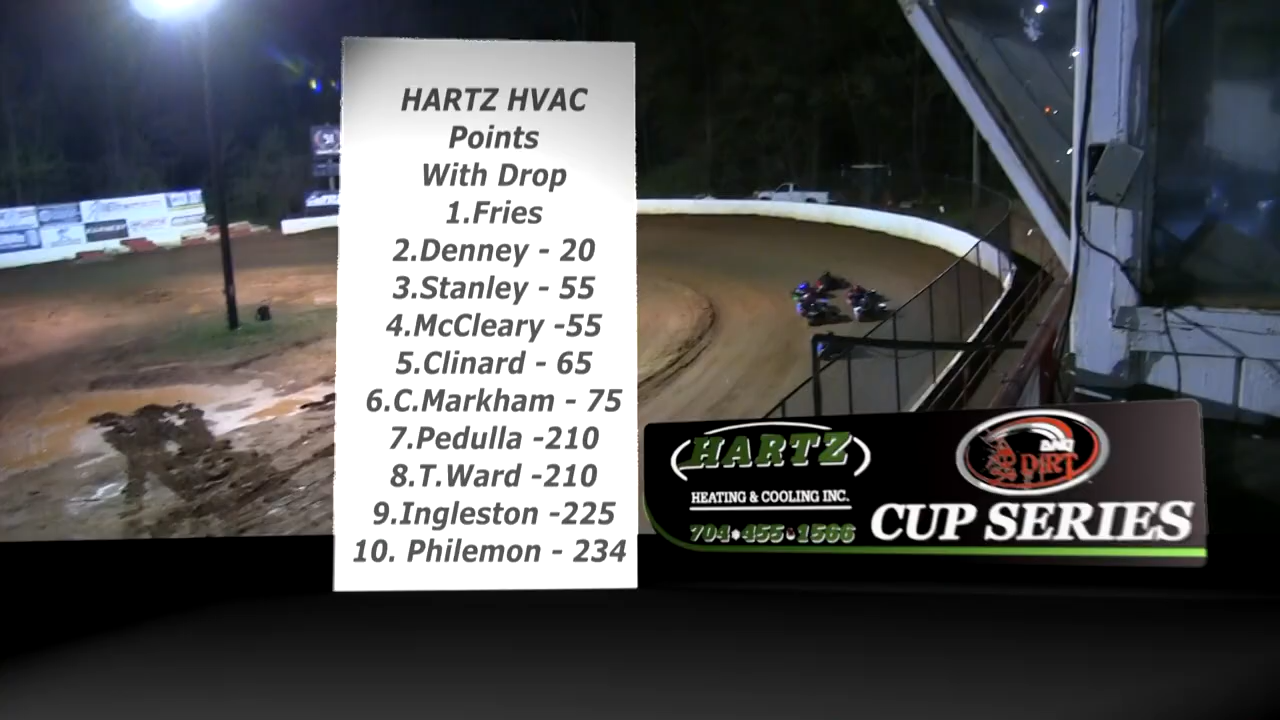 HARTZ HVAC
Points
With Drop
1.Fries
2.Denney - 20
3.Stanley - 55
4.McCleary -55
5.Clinard - 65
6.C.Markham - 75
7.Pedulla -210
8.T.Ward -210
9.Ingleston -225
10. Philemon - 234
HARTZ
HEATING & COOLING INC.
704•455•1566
DIRT
CUP SERIES